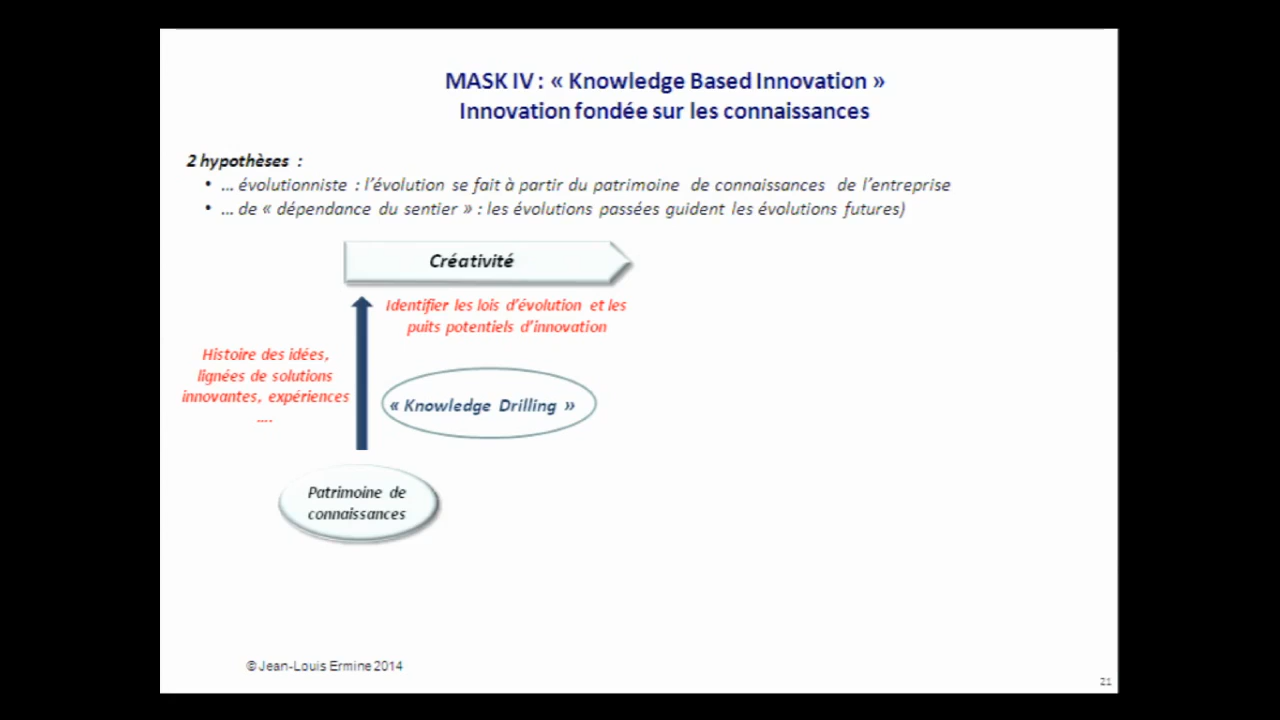 MASK IV : « Knowledge Based Innovation »
Innovation fondée sur les connaissances
2 hypothèses :
• ... évolutionniste : l'évolution se fait à partir du patrimoine de connaissances de l'entreprise
• ... de « dépendance du sentier » : les évolutions passées guident les évolutions futures)
Créativité
Identifier les lois d'évolution et les
puits potentiels d'innovation
Histoire des idées,
lignées de solutions
innovantes, expériences
....
« Knowledge Drilling »
Patrimoine de
connaissances
© Jean-Louis Ermine 2014
21